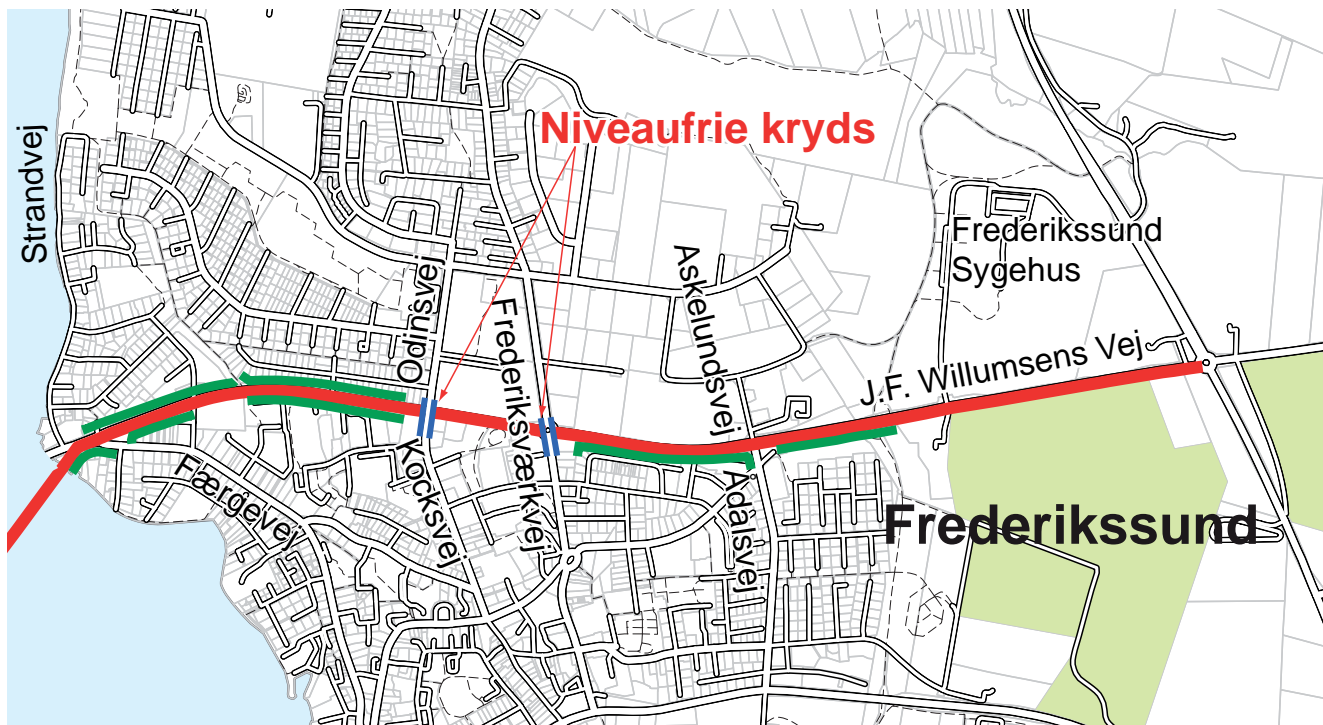 Niveaufrie kryds
Strandvej
Frederikssund
Sygehus
Odinsvej
Frederiksværkvej
Askelundsvej
J.F. Willumsens Vej
Kocksvej
Færgevej
Ådalsvej
Frederikssund